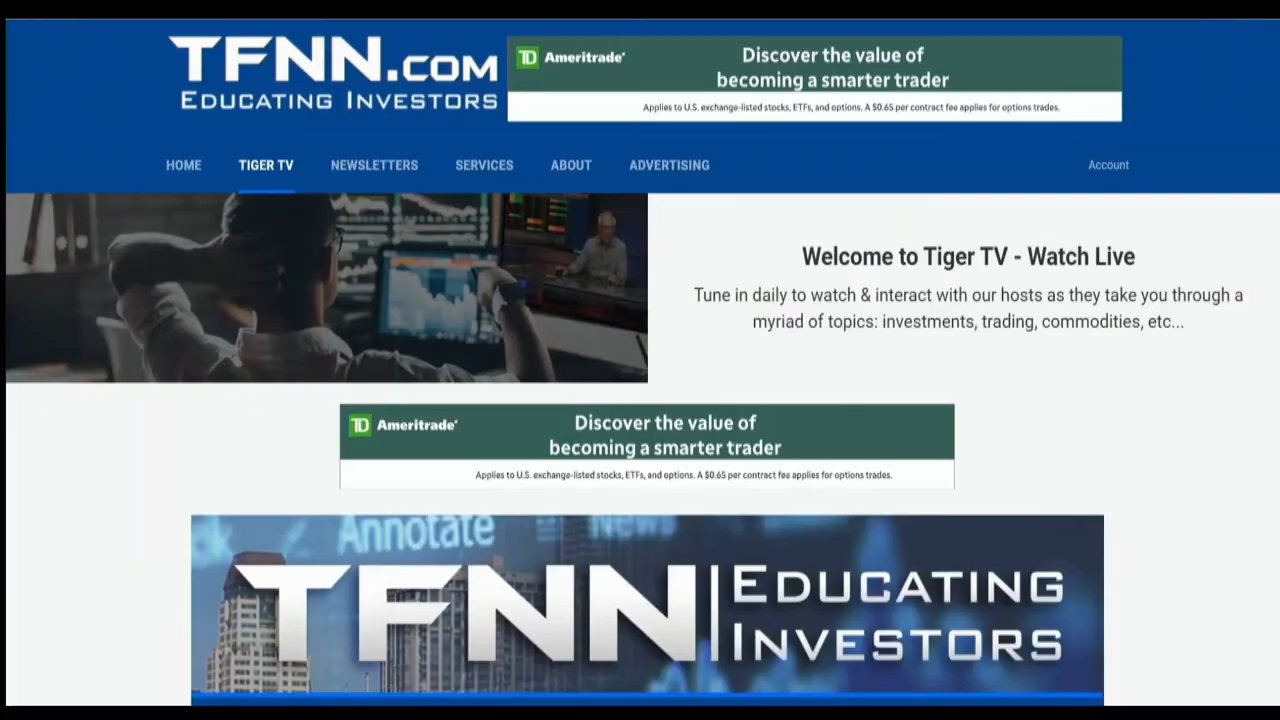 TFNN.COM
EDUCATING INVESTORS
TD Ameritrade
Discover the value of
becoming a smarter trader
Applies to U.S. exchange-listed stocks, ETFs, and options. A $0.65 per contract fee applies for options trades.
HOME TIGER TV NEWSLETTERS SERVICES ABOUT ADVERTISING Account
Welcome to Tiger TV - Watch Live
Tune in daily to watch & interact with our hosts as they take you through a
myriad of topics: investments, trading, commodities, etc...
TD Ameritrade
Discover the value of
becoming a smarter trader
Applies to U.S. exchange-listed stocks, ETFs, and options. A $0.65 per contract fee applies for options trades.
Annotate News
TFNN EDUCATING
INVESTORS